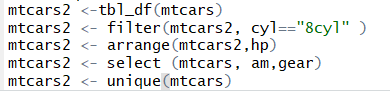 mtcars2 <-tbl_df(mtcars)
mtcars2 <- filter(mtcars2, cyl=="8cyl" )
mtcars2 <- arrange(mtcars2,hp)
mtcars2 <- select (mtcars, am,gear)
mtcars2 <- unique(mtcars)